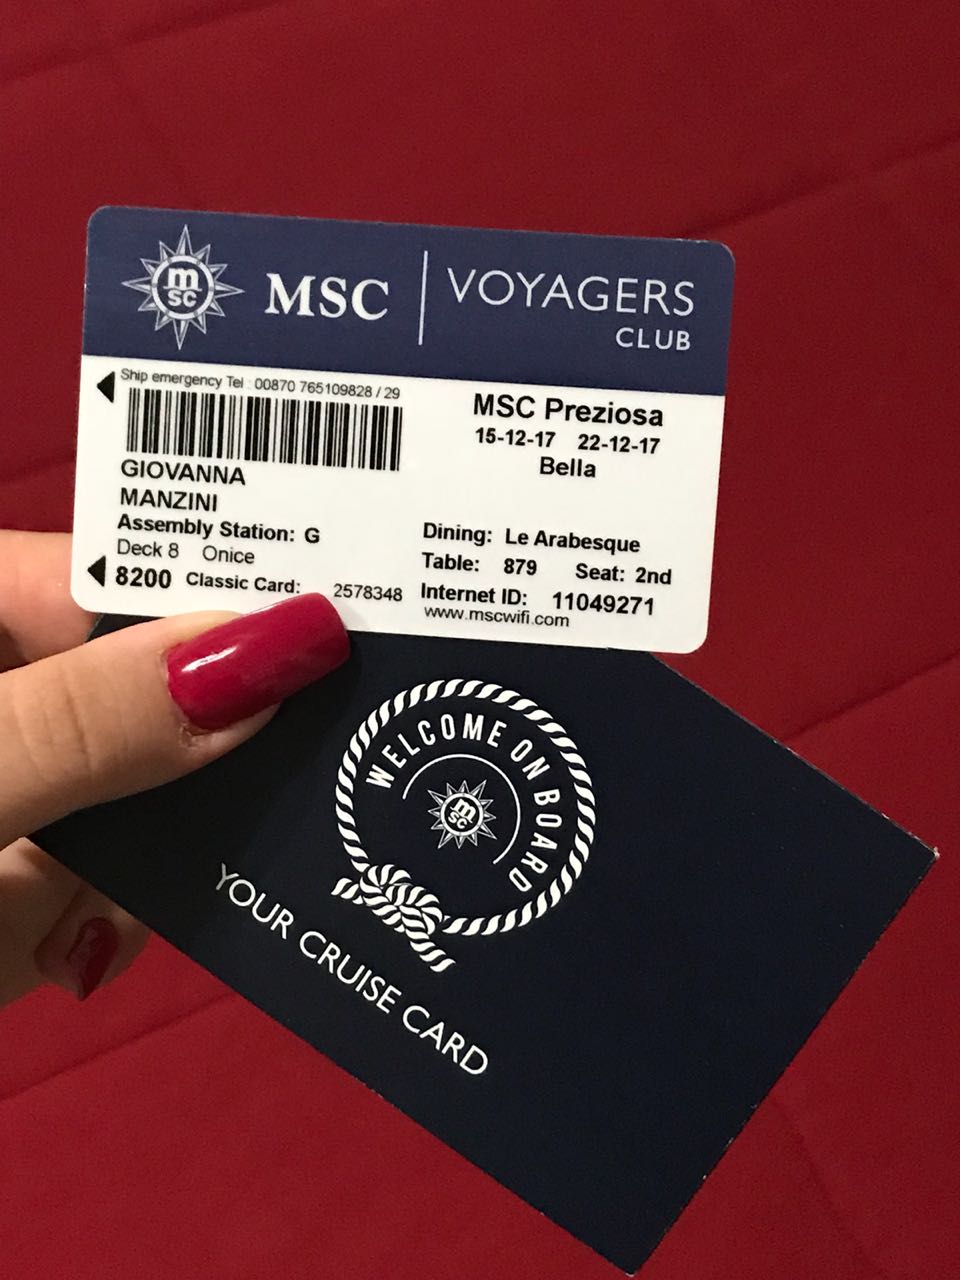 msc
MSC
VOYAGERS
CLUB
Ship emergency Tel : 00870 765109828 / 29
GIOVANNA
MANZINI
Assembly Station: G
Deck 8 Onice
8200 Classic Card: 2578348
MSC Preziosa
15-12-17 22-12-17
Bella
Dining: Le Arabesque
Table: 879 Seat: 2nd
Internet ID: 11049271
www.mscwifi.com
WELCOME ON BOARD
msc
YOUR CRUISE CARD